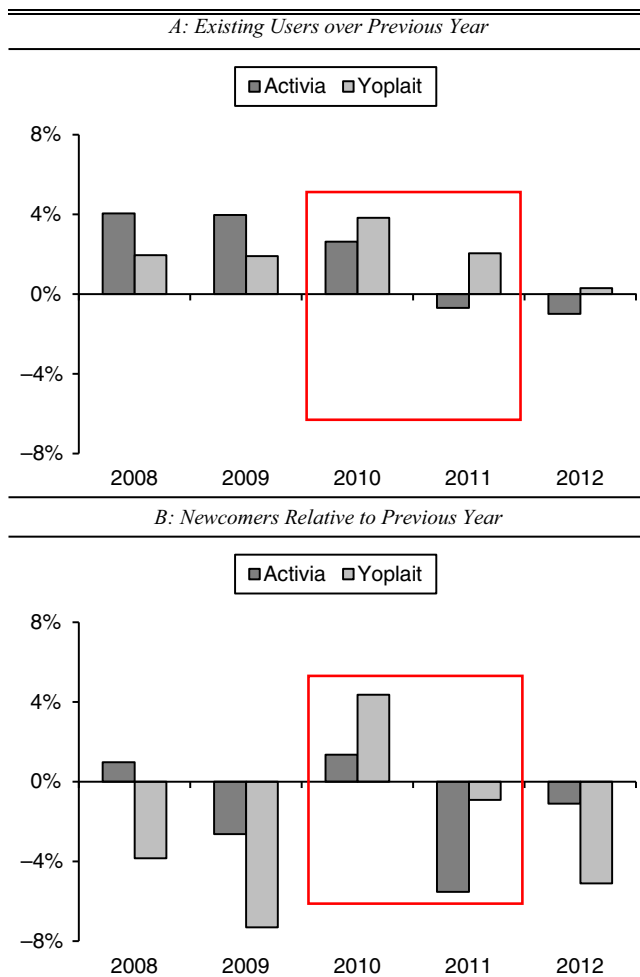 A: Existing Users over Previous Year
Activia Yoplait
8%
4%
0%
–4%
–8%
2008 2009 2010 2011 2012
B: Newcomers Relative to Previous Year
Activia Yoplait
8%
4%
0%
–4%
–8%
2008 2009 2010 2011 2012